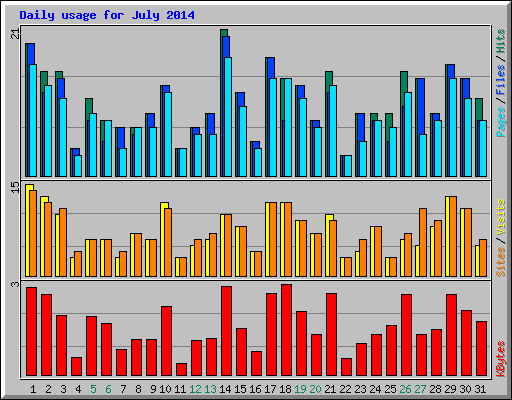 Daily usage for July 2014
21
Pages / Files / Hits
15
Sites / Visits
3
KBytes
1 2 3 4 5 6 7 8 9 10 11 12 13 14 15 16 17 18 19 20 21 22 23 24 25 26 27 28 29 30 31